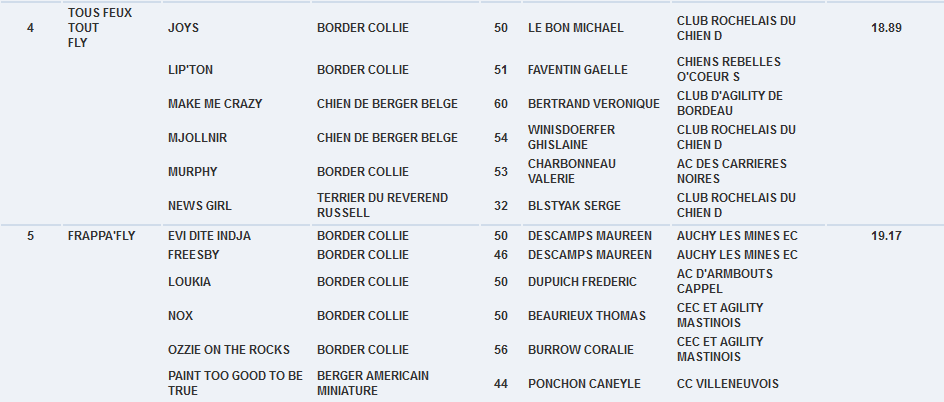 4 TOUS FEUX TOUT FLY JOYS BORDER COLLIE 50 LE BON MICHAEL CLUB ROCHELAIS DU CHIEN D 18.89
LIP'TON BORDER COLLIE 51 FAVENTIN GAELLE CHIENS REBELLES O'COEUR S
MAKE ME CRAZY CHIEN DE BERGER BELGE 60 BERTRAND VERONIQUE CLUB D'AGILITY DE BORDEAU
MJOLLNIR CHIEN DE BERGER BELGE 54 WINISDOERFER GHISLAINE CLUB ROCHELAIS DU CHIEN D
MURPHY BORDER COLLIE 53 CHARBONNEAU VALERIE AC DES CARRIERES NOIRES
NEWS GIRL TERRIER DU REVEREND RUSSELL 32 BLSTYAK SERGE CLUB ROCHELAIS DU CHIEN D
5 FRAPPA'FLY EVI DITE INDJA BORDER COLLIE 50 DESCAMPS MAUREEN AUCHY LES MINES EC 19.17
FREESBY BORDER COLLIE 46 DESCAMPS MAUREEN AUCHY LES MINES EC
LOUKIA BORDER COLLIE 50 DUPUICH FREDERIC AC D'ARMBOUTS CAPPEL
NOX BORDER COLLIE 50 BEAURIEUX THOMAS CEC ET AGILITY MASTINOIS
OZZIE ON THE ROCKS BORDER COLLIE 56 BURROW CORALIE CEC ET AGILITY MASTINOIS
PAINT TOO GOOD TO BE TRUE BERGER AMERICAIN MINIATURE 44 PONCHON CANEYLE CC VILLENEUVOIS